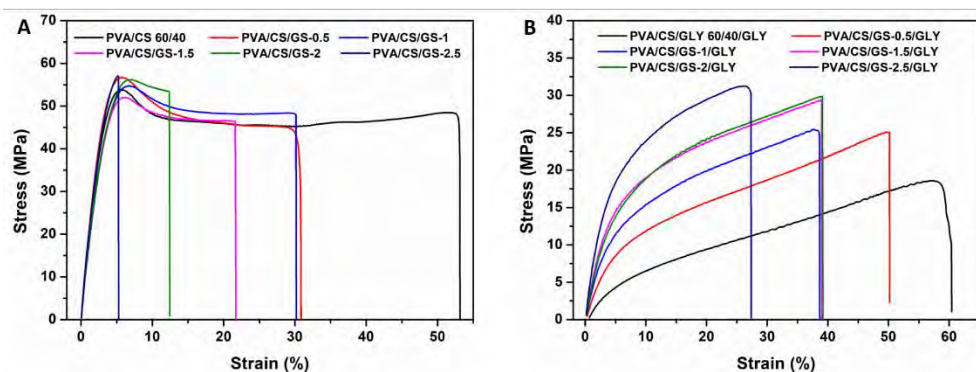 A
PVA/CS 60/40 PVA/CS/GS-0.5 PVA/CS/GS-1
PVA/CS/GS-1.5 PVA/CS/GS-2 PVA/CS/GS-2.5
70
60
50
40
30
20
10
0
Stress (MPa)
0 10 20 30 40 50
Strain (%)
B
PVA/CS/GLY 60/40/GLY PVA/CS/GS-0.5/GLY
PVA/CS/GS-1/GLY PVA/CS/GS-1.5/GLY
PVA/CS/GS-2/GLY PVA/CS/GS-2.5/GLY
40
35
30
25
20
15
10
5
0
Stress (MPa)
0 10 20 30 40 50 60
Strain (%)